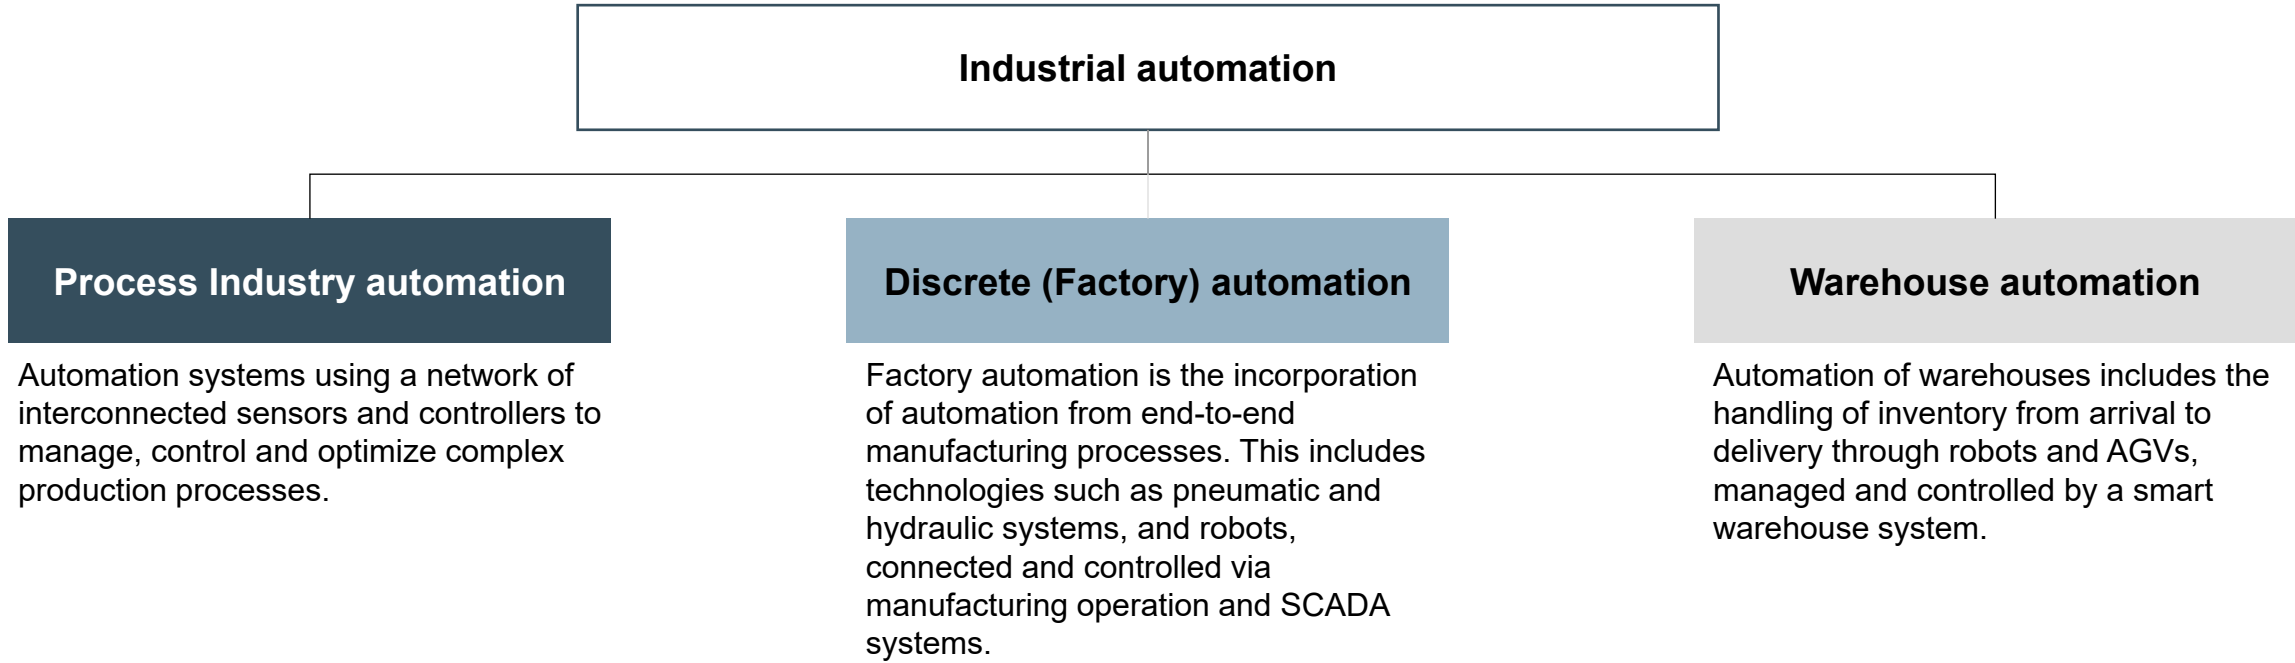 Industrial automation
Process Industry automation
Automation systems using a network of
interconnected sensors and controllers to
manage, control and optimize complex
production processes.
Discrete (Factory) automation
Factory automation is the incorporation
of automation from end-to-end
manufacturing processes. This includes
technologies such as pneumatic and
hydraulic systems, and robots,
connected and controlled via
manufacturing operation and SCADA
systems.
Warehouse automation
Automation of warehouses includes the
handling of inventory from arrival to
delivery through robots and AGVs,
managed and controlled by a smart
warehouse system.